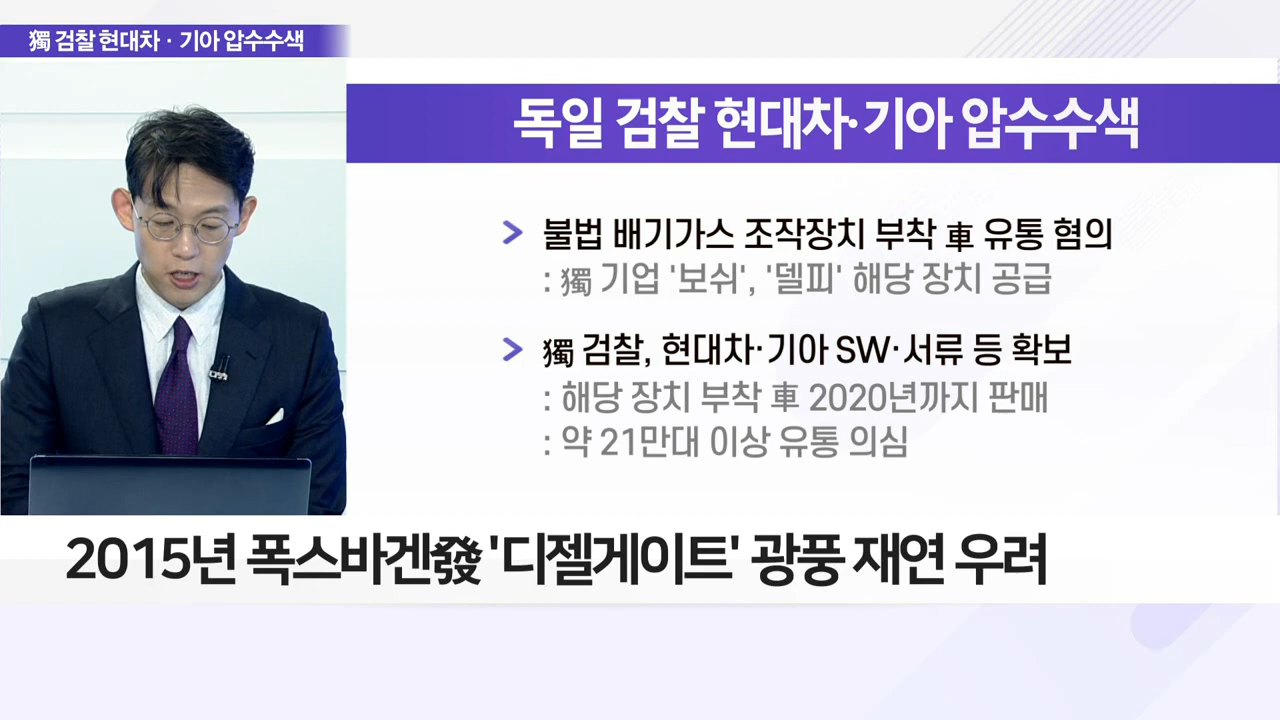 獨 검찰 현대차 · 기아 압수수색
독일 검찰 현대차·기아 압수수색
> 불법 배기가스 조작장치 부착 車 유통 혐의
: 獨 기업 '보쉬', '델피' 해당 장치 공급
> 獨 검찰, 현대차·기아 SW·서류 등 확보
: 해당 장치 부착 車 2020년까지 판매
: 약 21만대 이상 유통 의심
2015년 폭스바겐發 '디젤게이트' 광풍 재연 우려